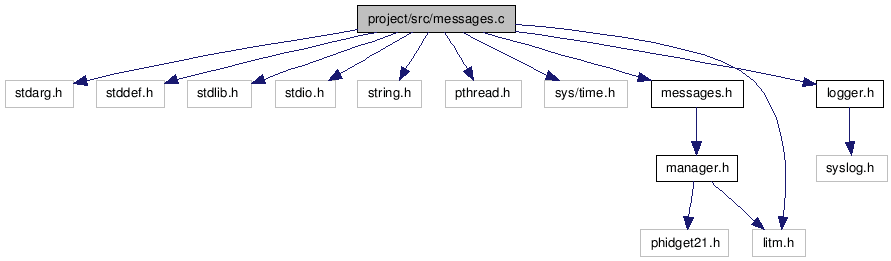 project/src/messages.c
stdarg.h
stddef.h
stdlib.h
stdio.h
string.h
pthread.h
sys/time.h
messages.h
logger.h
manager.h
syslog.h
phidget21.h
litm.h